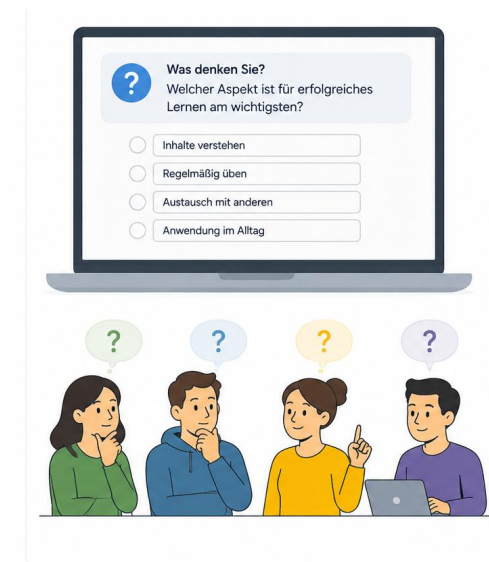 ?
Was denken Sie?
Welcher Aspekt ist für erfolgreiches
Lernen am wichtigsten?
Inhalte verstehen
Regelmäßig üben
Austausch mit anderen
Anwendung im Alltag
? ? ? ?